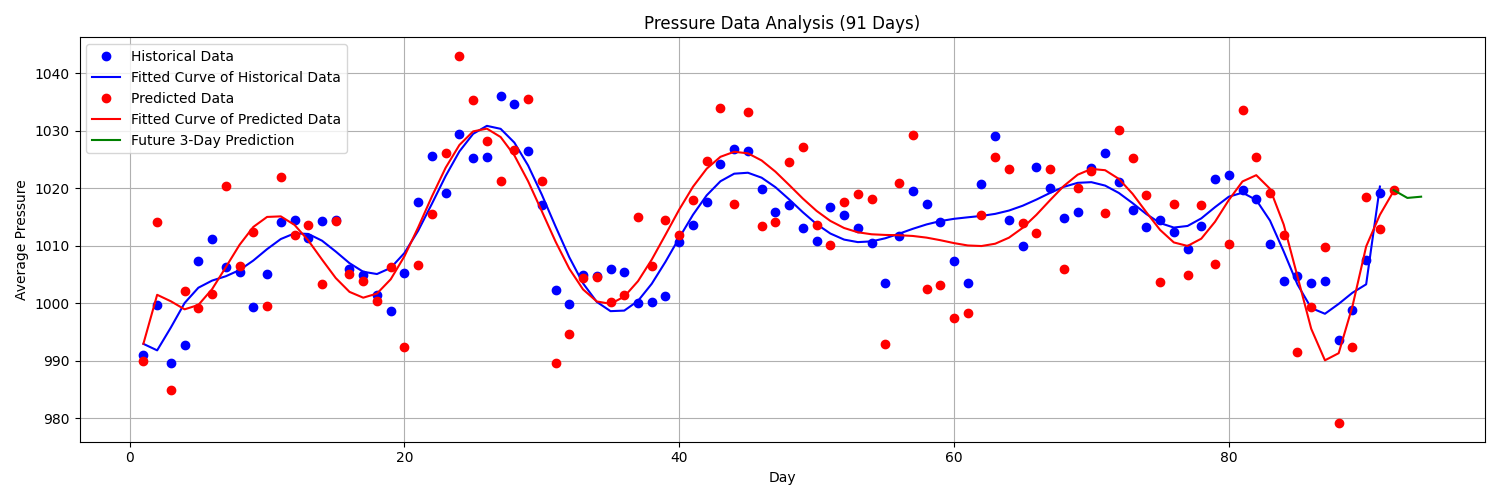 Pressure Data Analysis (91 Days)
Historical Data
Fitted Curve of Historical Data
Predicted Data
Fitted Curve of Predicted Data
Future 3-Day Prediction
Average Pressure
1040
1030
1020
1010
1000
990
980
0 20 40 60 80
Day